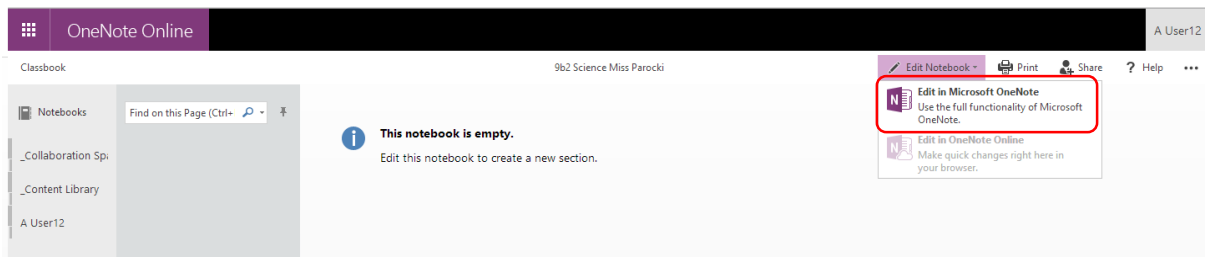 OneNote Online
A User12
Classbook
9b2 Science Miss Parocki
Edit Notebook
Print
Share
? Help
Edit in Microsoft OneNote
Use the full functionality of Microsoft
OneNote.
Edit in OneNote Online
Make quick changes right here in
your browser.
Notebooks
_Collaboration Spa
_Content Library
A User12
Find on this Page (Ctrl+
This notebook is empty.
Edit this notebook to create a new section.